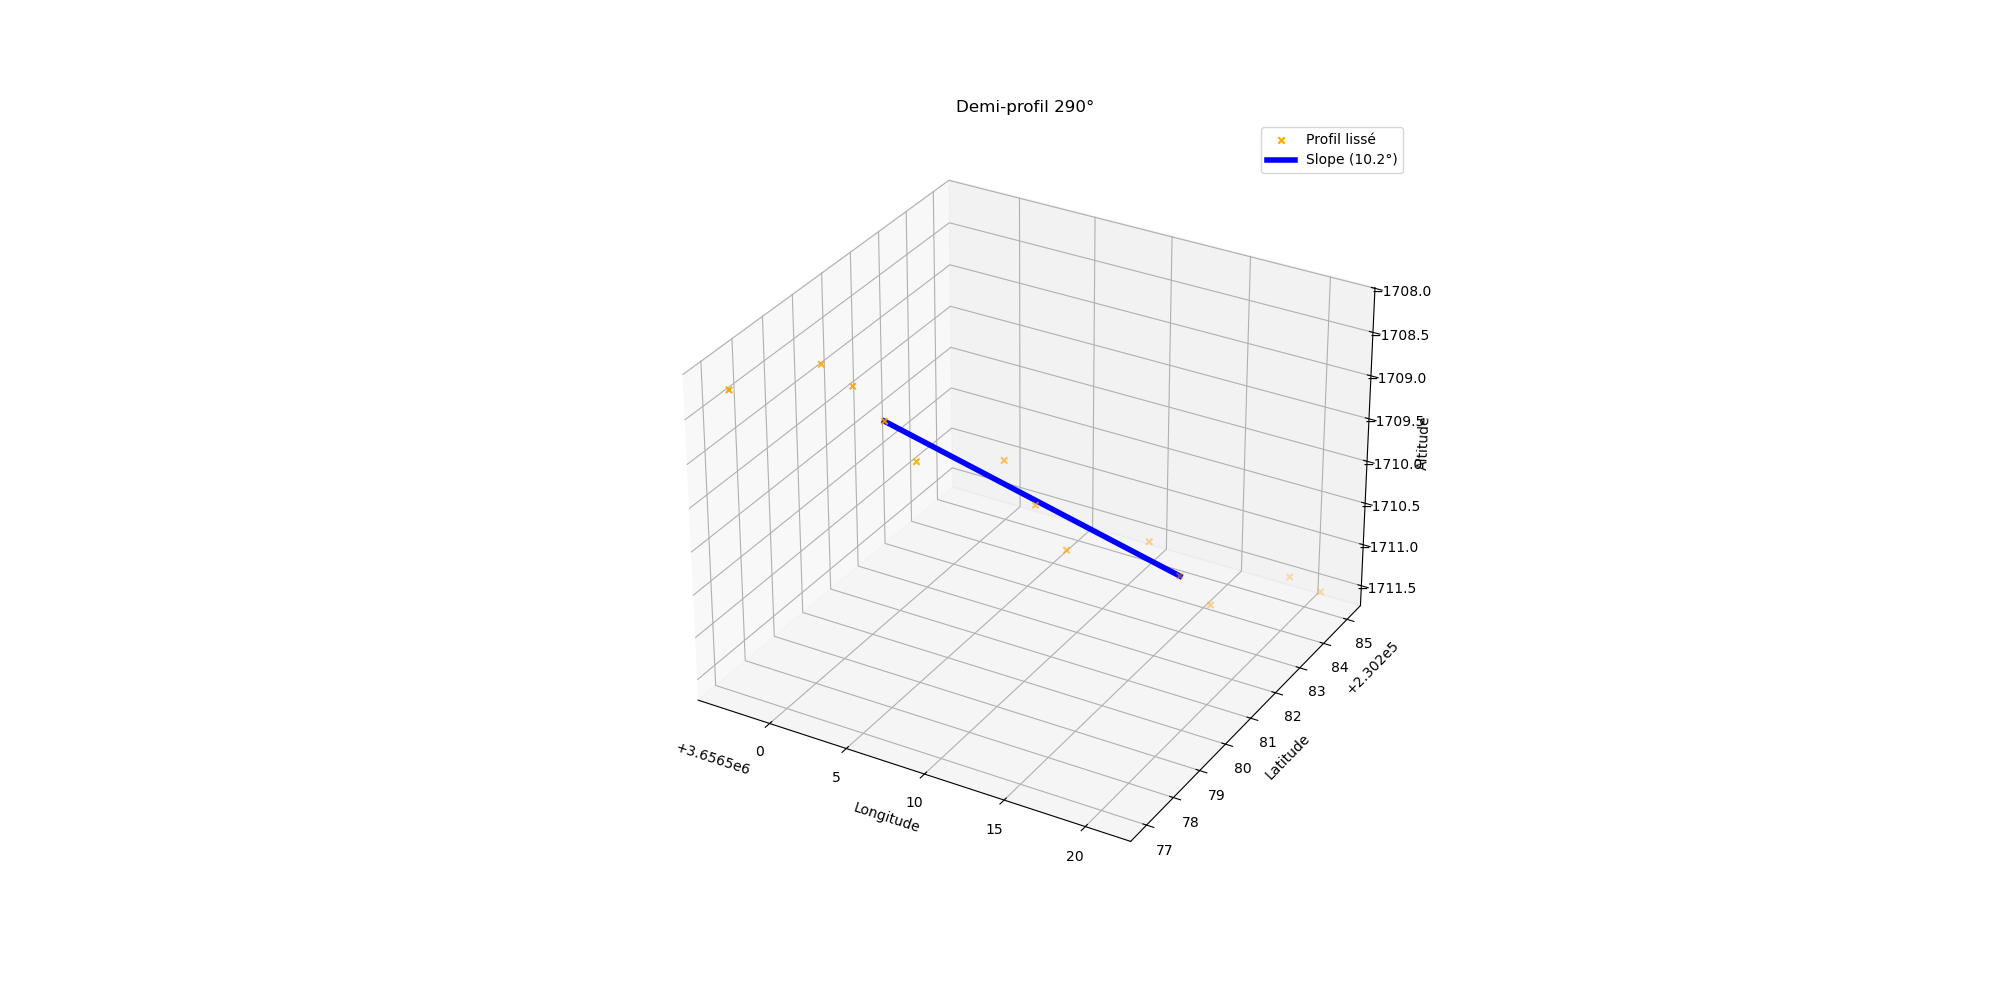 Demi-profil 290°
Profil lissé
Slope (10.2°)
−1708.0
−1708.5
−1709.0
−1709.5
−1710.0
−1710.5
−1711.0
−1711.5
Altitude
85
84
83
82
81
80
79
78
77
+2.302e5
Latitude
0
5
10
15
20
+3.6565e6
Longitude